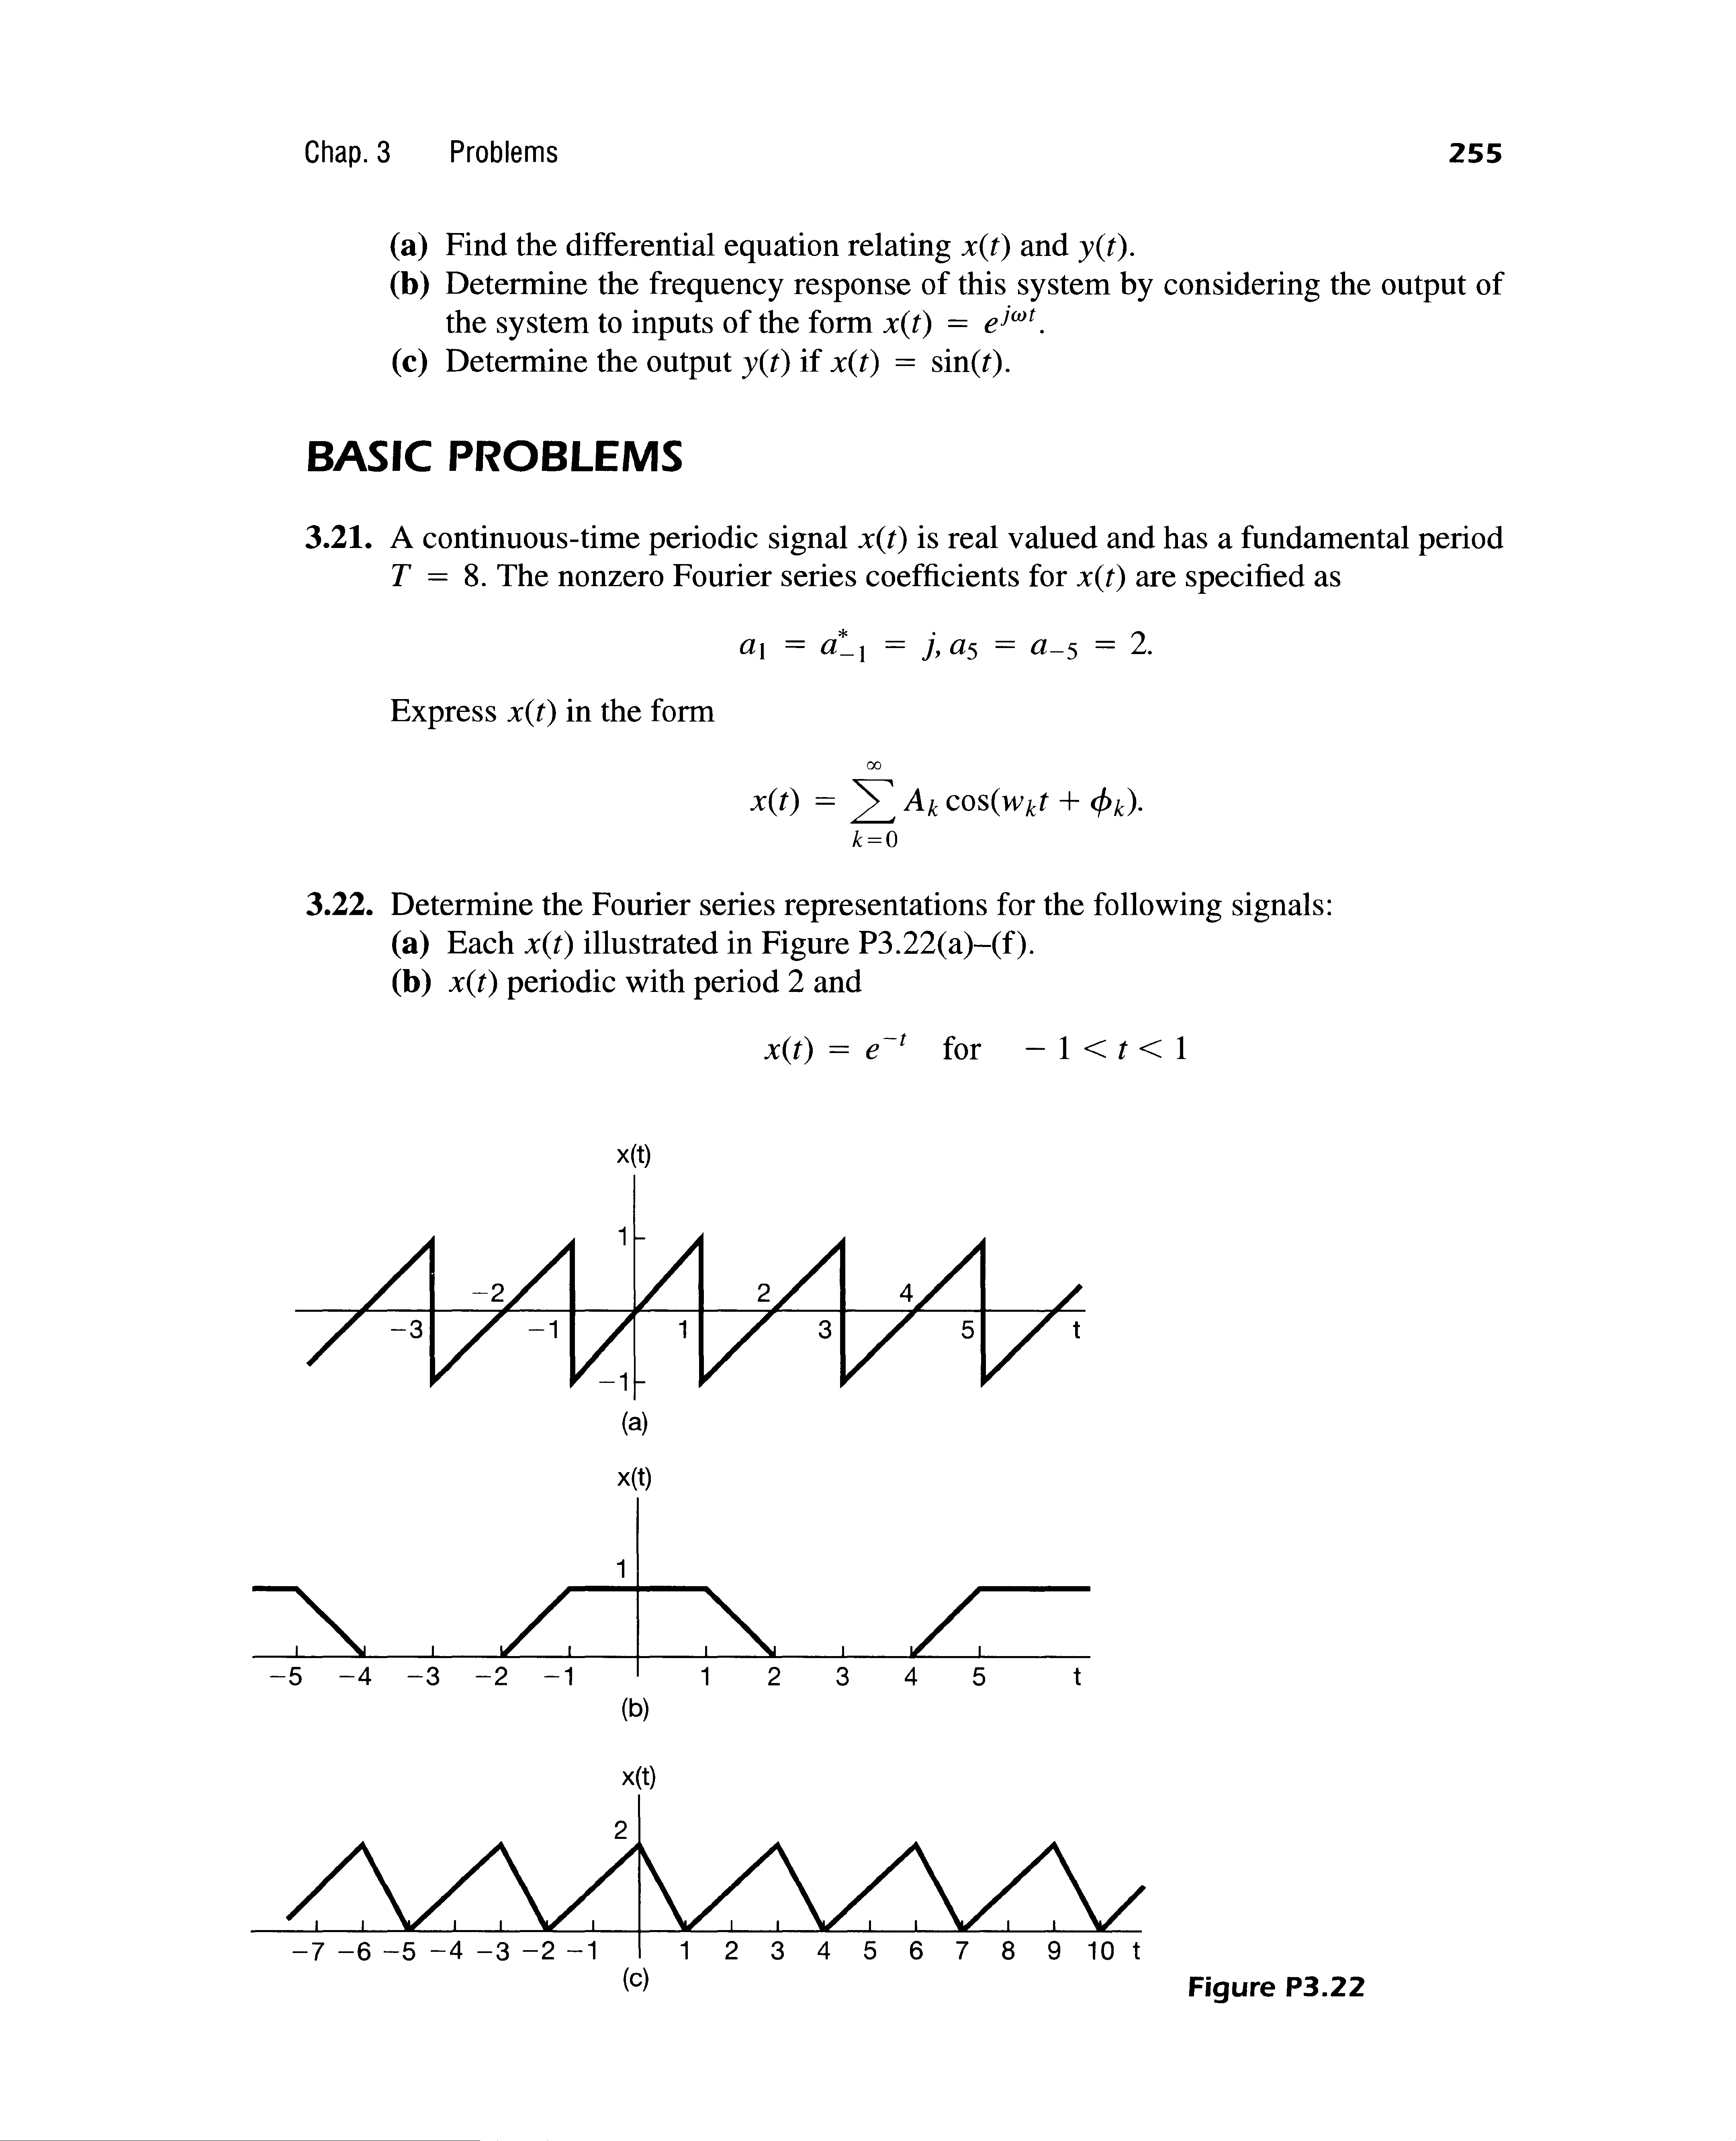 Chap. 3 Problems 255
(a) Find the differential equation relating x(t) and y(t).
(b) Determine the frequency response of this system by considering the output of
the system to inputs of the form x(t) = e^{jωt}.
(c) Determine the output y(t) if x(t) = sin(t).
BASIC PROBLEMS
3.21. A continuous-time periodic signal x(t) is real valued and has a fundamental period
T = 8. The nonzero Fourier series coefficients for x(t) are specified as
a_1 = a^*_{-1} = j, a_5 = a_{-5} = 2.
Express x(t) in the form
x(t) = ∑_{k=0}^{∞} A_k cos(w_k t + ϕ_k).
3.22. Determine the Fourier series representations for the following signals:
(a) Each x(t) illustrated in Figure P3.22(a)–(f).
(b) x(t) periodic with period 2 and
x(t) = e^{-t} for − 1 < t < 1
x(t)
1
−2 2 4
−3 −1 1 3 5 t
−1
(a)
x(t)
1
−5 −4 −3 −2 −1 1 2 3 4 5 t
(b)
x(t)
2
−7 −6 −5 −4 −3 −2 −1 1 2 3 4 5 6 7 8 9 10 t
(c)
Figure P3.22